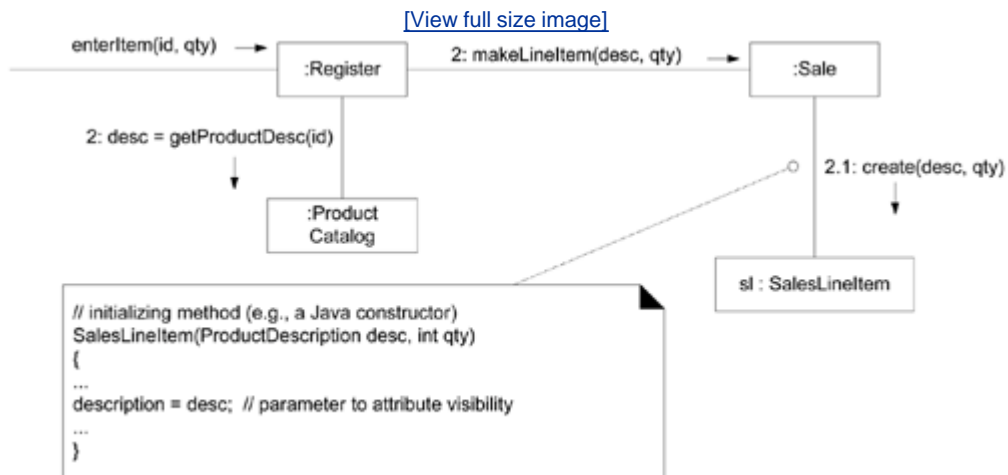 [View full size image]
enterItem(id, qty)
:Register
2: makeLineItem(desc, qty)
:Sale
2: desc = getProductDesc(id)
2.1: create(desc, qty)
:Product
Catalog
sl : SalesLineItem
// initializing method (e.g., a Java constructor)
SalesLineItem(ProductDescription desc, int qty)
{
...
description = desc;  // parameter to attribute visibility
...
}